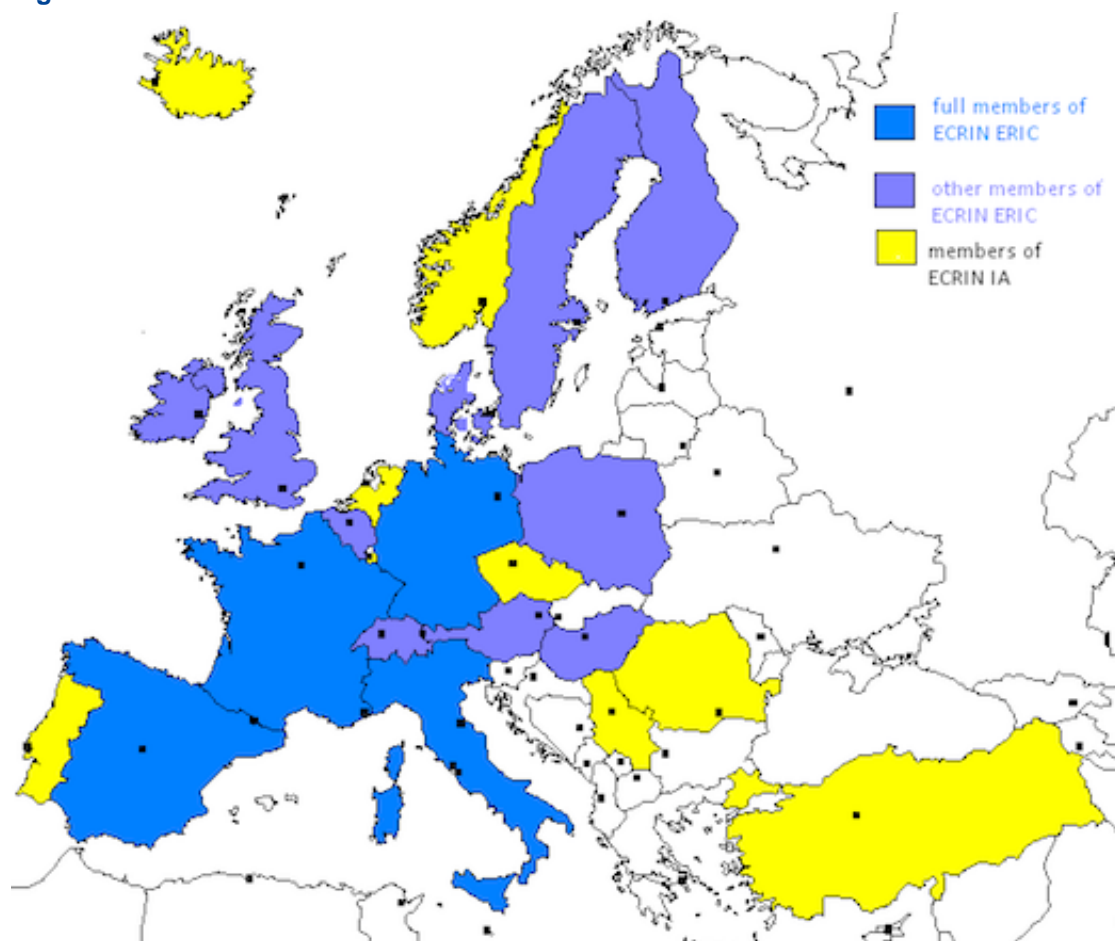 full members of
ECRIN ERIC
other members of
ECRIN ERIC
members of
ECRIN IA